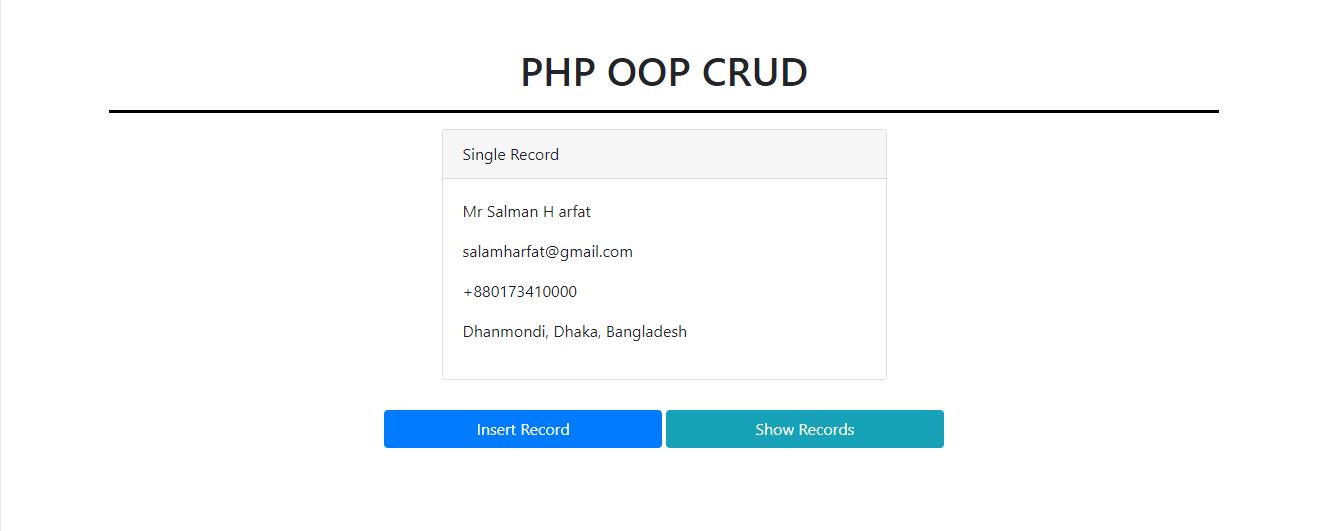 PHP OOP CRUD
Single Record
Mr Salman H arfat
salamharfat@gmail.com
+880173410000
Dhanmondi, Dhaka, Bangladesh
Insert Record
Show Records